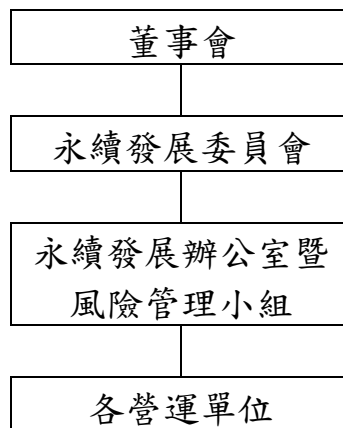 董事會
永續發展委員會
永續發展辦公室暨
風險管理小組
各營運單位